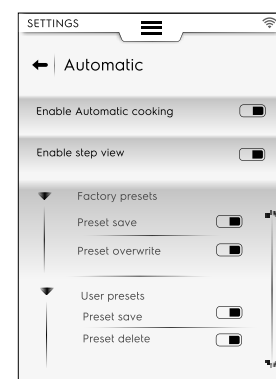 SETTINGS
Automatic
Enable Automatic cooking
Enable step view
Factory presets
Preset save
Preset overwrite
User presets
Preset save
Preset delete